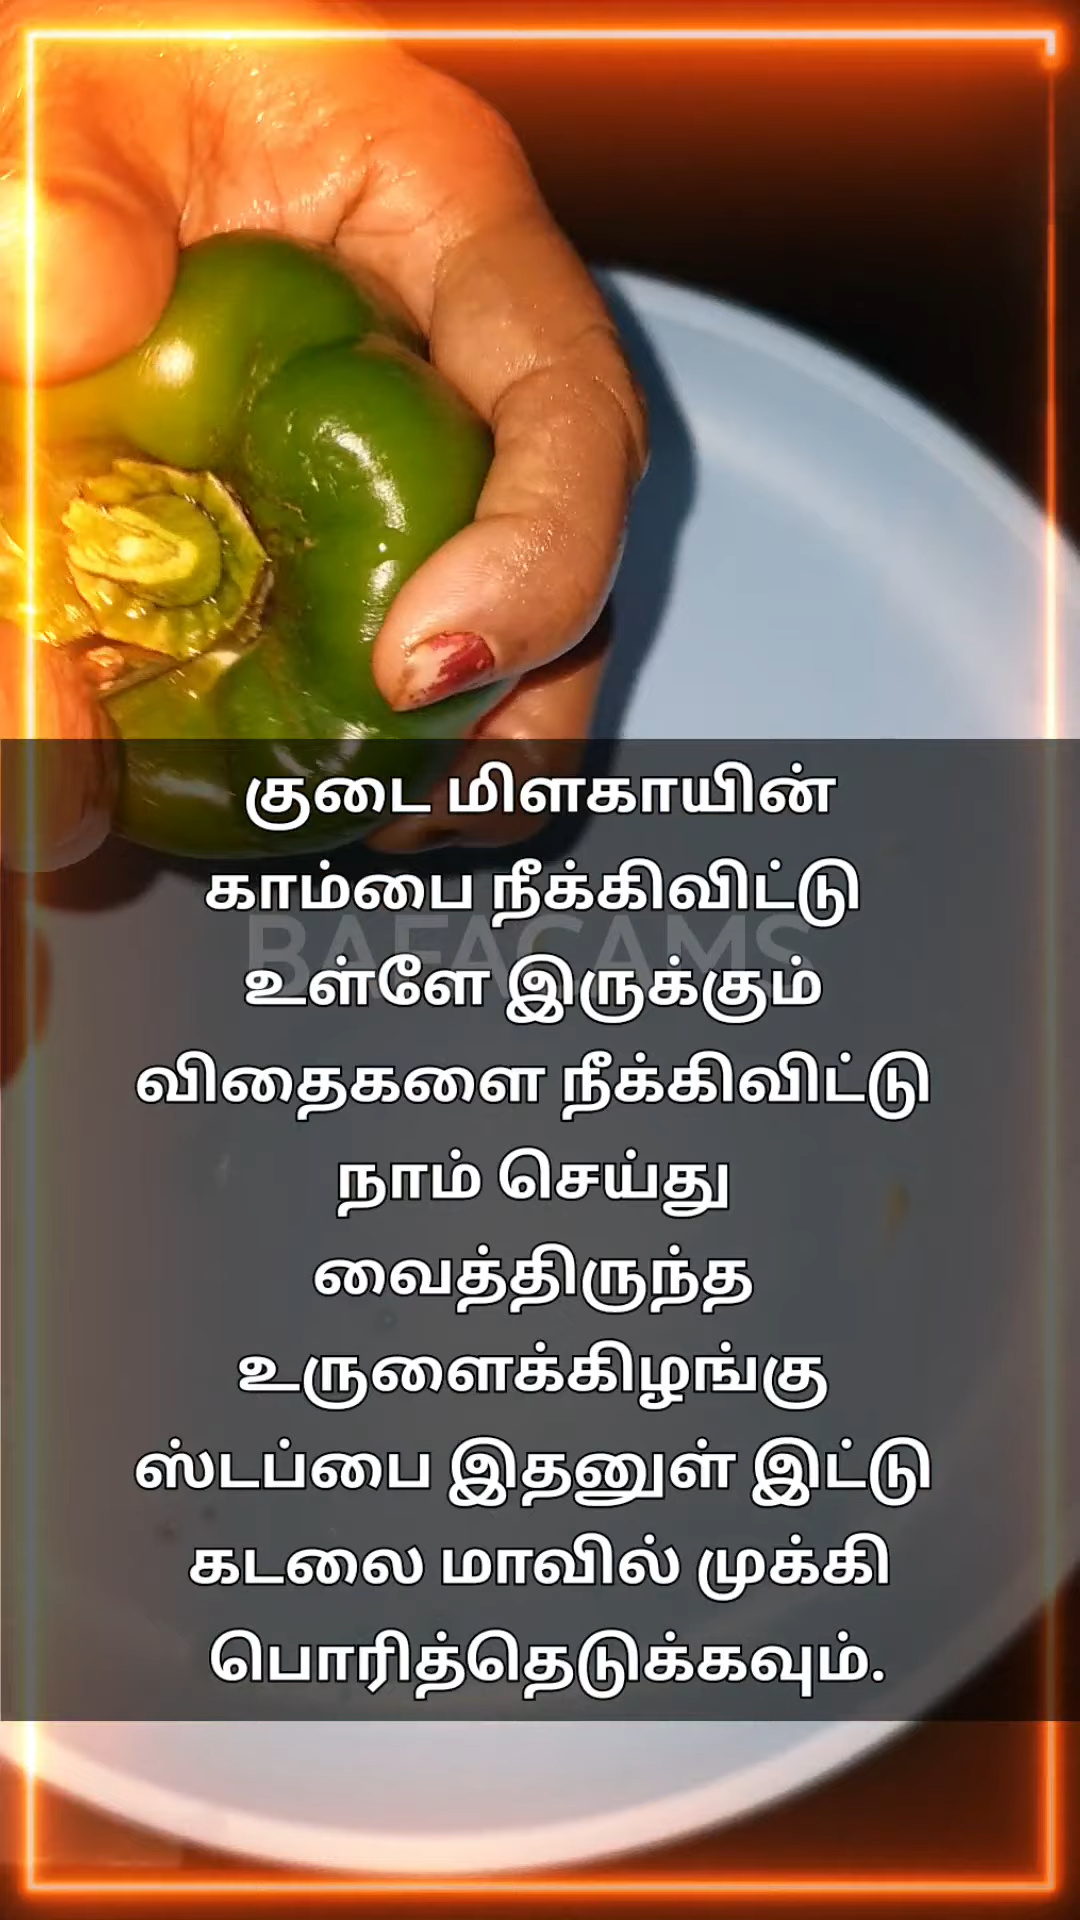 குடை மிளகாயின்
காம்பை நீக்கிவிட்டு
BAFACAMS
உள்ளே இருக்கும்
விதைகளை நீக்கிவிட்டு
நாம் செய்து
வைத்திருந்த
உருளைக்கிழங்கு
ஸ்டப்பை இதனுள் இட்டு
கடலை மாவில் முக்கி
பொரித்தெடுக்கவும்.